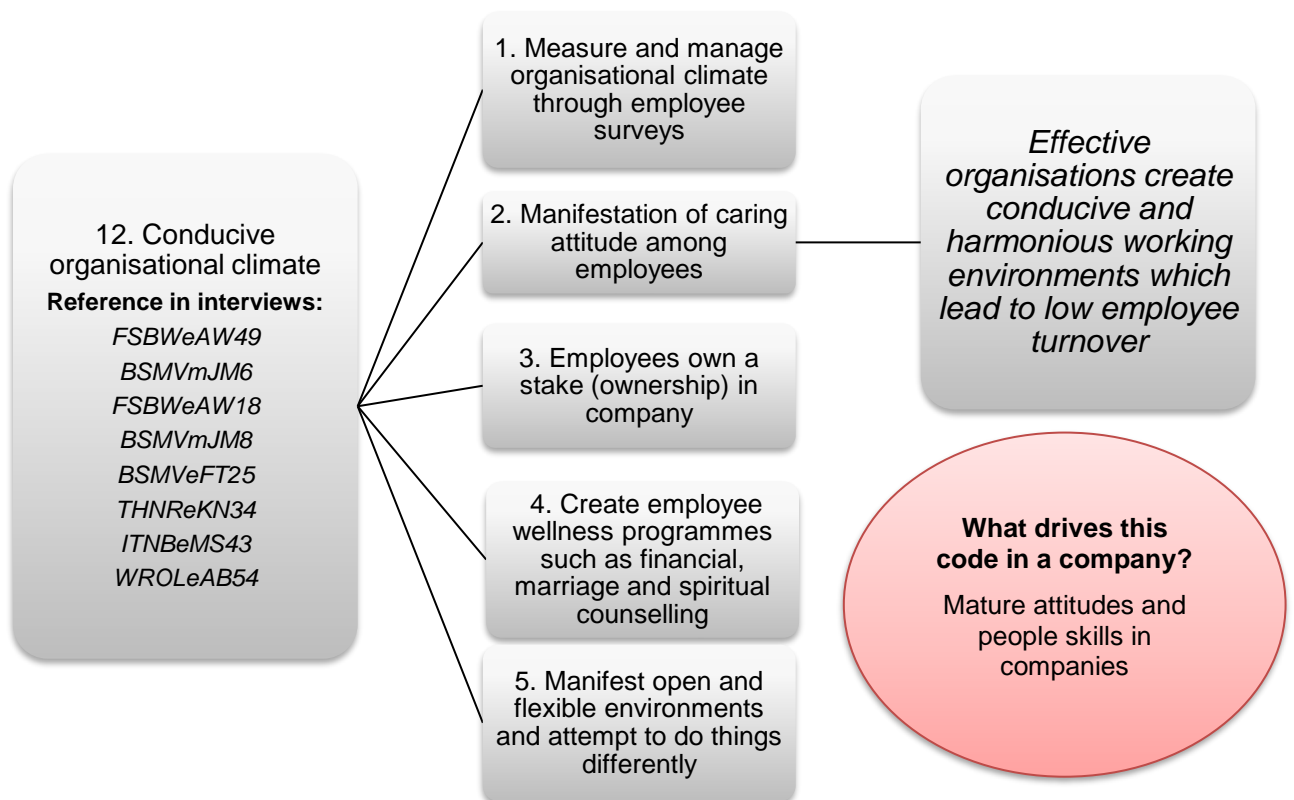 12. Conducive
organisational climate
Reference in interviews:
FSBWeAW49
BSMVmJM6
FSBWeAW18
BSMVmJM8
BSMVeFT25
THNReKN34
ITNBeMS43
WROLeAB54
1. Measure and manage
organisational climate
through employee
surveys
2. Manifestation of caring
attitude among
employees
3. Employees own a
stake (ownership) in
company
4. Create employee
wellness programmes
such as financial,
marriage and spiritual
counselling
5. Manifest open and
flexible environments
and attempt to do things
differently
Effective
organisations create
conducive and
harmonious working
environments which
lead to low employee
turnover
What drives this
code in a company?
Mature attitudes and
people skills in
companies